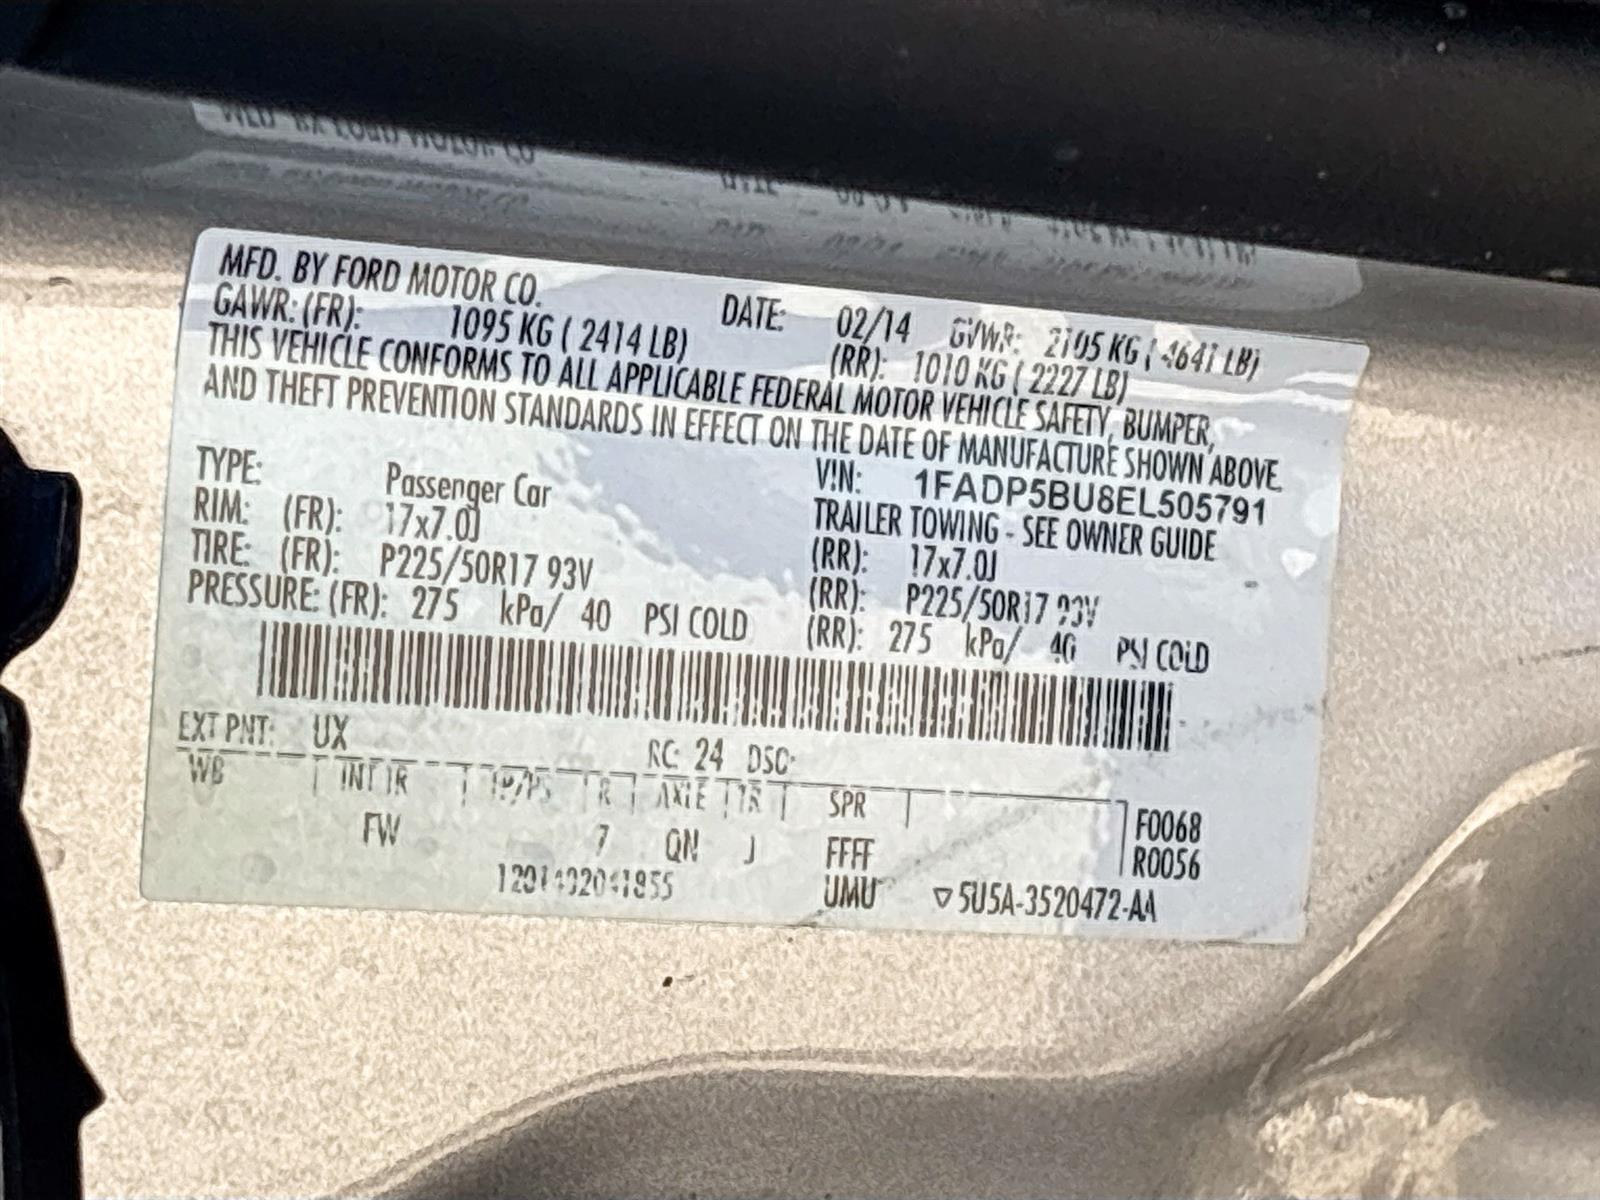 MFD. BY FORD MOTOR CO.
DATE: 02/14 GVWR: 2105 KG ( 4641 LB)
GAWR: (FR): 1095 KG ( 2414 LB) (RR): 1010 KG ( 2227 LB)
THIS VEHICLE CONFORMS TO ALL APPLICABLE FEDERAL MOTOR VEHICLE SAFETY, BUMPER,
AND THEFT PREVENTION STANDARDS IN EFFECT ON THE DATE OF MANUFACTURE SHOWN ABOVE.
VIN: 1FADP5BU8EL505791
TYPE: Passenger Car TRAILER TOWING - SEE OWNER GUIDE
RIM: (FR): 17x7.0J (RR): 17x7.0J
TIRE: (FR): P225/50R17 93V (RR): P225/50R17 93V
PRESSURE: (FR): 275 kPa/ 40 PSI COLD (RR): 275 kPa/ 40 PSI COLD
EXT PNT: UX RC: 24 DSO:
WB INT TR TP/PS R AXLE TR SPR F0068
FW 7 QN J FFFF R0056
1201402041855 UMU ▽5U5A-3520472-AA